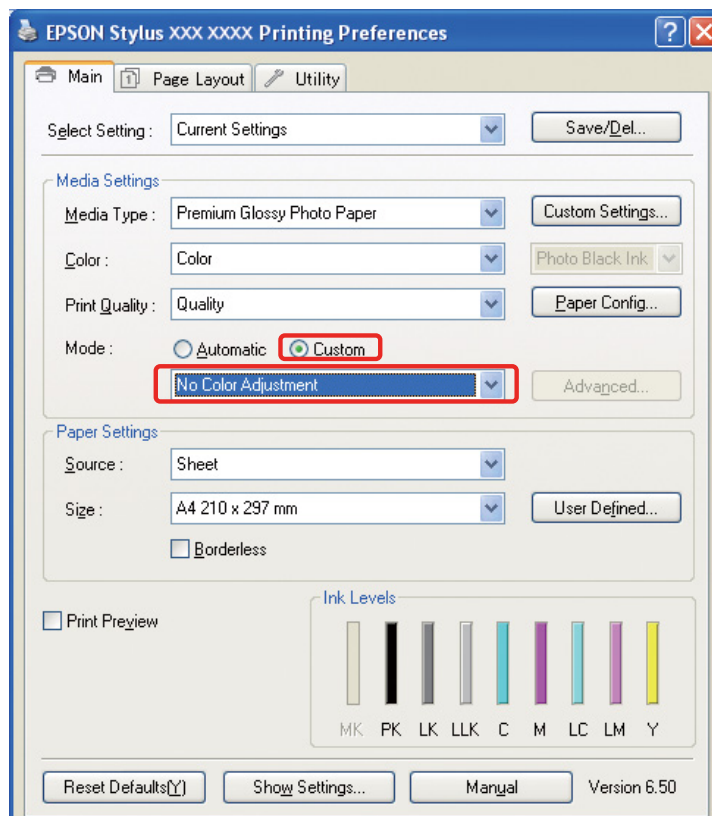 EPSON Stylus XXX XXXX Printing Preferences
?
Main
1
Page Layout
Utility
Select Setting :
Current Settings
Save/Del...
Media Settings
Media Type :
Premium Glossy Photo Paper
Custom Settings...
Color :
Color
Photo Black Ink
Print Quality :
Quality
Paper Config...
Mode :
Automatic
Custom
No Color Adjustment
Advanced...
Paper Settings
Source :
Sheet
Size :
A4 210 x 297 mm
User Defined...
Borderless
Print Preview
Ink Levels
MK PK LK LLK C M LC LM Y
Reset Defaults(Y)
Show Settings...
Manual
Version 6.50